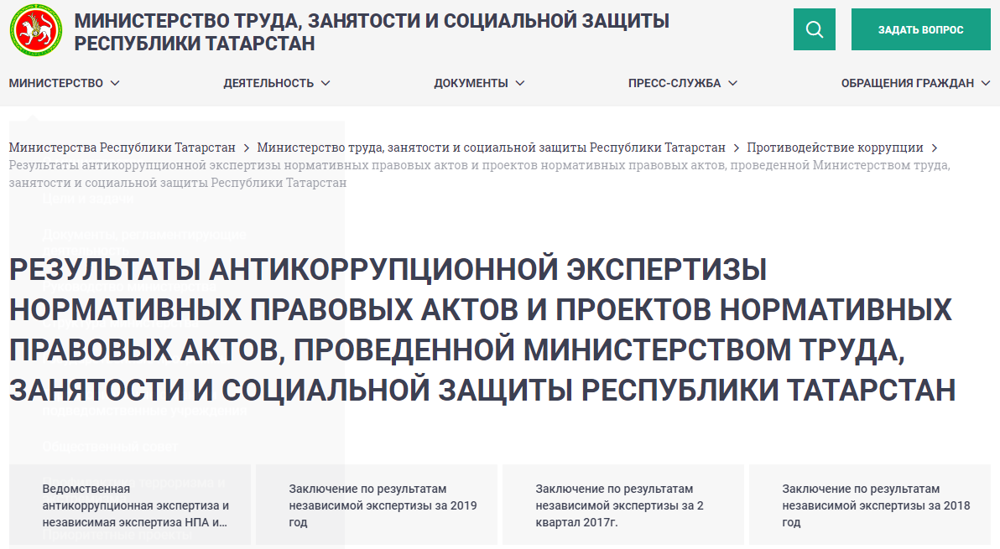 МИНИСТЕРСТВО ТРУДА, ЗАНЯТОСТИ И СОЦИАЛЬНОЙ ЗАЩИТЫ
РЕСПУБЛИКИ ТАТАРСТАН
ЗАДАТЬ ВОПРОС
МИНИСТЕРСТВО
ДЕЯТЕЛЬНОСТЬ
ДОКУМЕНТЫ
ПРЕСС-СЛУЖБА
ОБРАЩЕНИЯ ГРАЖДАН
Министерства Республики Татарстан > Министерство труда, занятости и социальной защиты Республики Татарстан > Противодействие коррупции >
Результаты антикоррупционной экспертизы нормативных правовых актов и проектов нормативных правовых актов, проведенной Министерством труда,
занятости и социальной защиты Республики Татарстан
Цели и задачи
Документы, регламентирующие
деятельность
РЕЗУЛЬТАТЫ АНТИКОРРУПЦИОННОЙ ЭКСПЕРТИЗЫ
НОРМАТИВНЫХ ПРАВОВЫХ АКТОВ И ПРОЕКТОВ НОРМАТИВНЫХ
ПРАВОВЫХ АКТОВ, ПРОВЕДЕННОЙ МИНИСТЕРСТВОМ ТРУДА,
ЗАНЯТОСТИ И СОЦИАЛЬНОЙ ЗАЩИТЫ РЕСПУБЛИКИ ТАТАРСТАН
Подведомственные учреждения
Общественный совет
Ведомственная
антикоррупционная экспертиза и
независимая экспертиза НПА и...
Приоритетные проекты
Заключение по результатам
независимой экспертизы за 2019
год
Заключение по результатам
независимой экспертизы за 2
квартал 2017г.
Заключение по результатам
независимой экспертизы за 2018
год